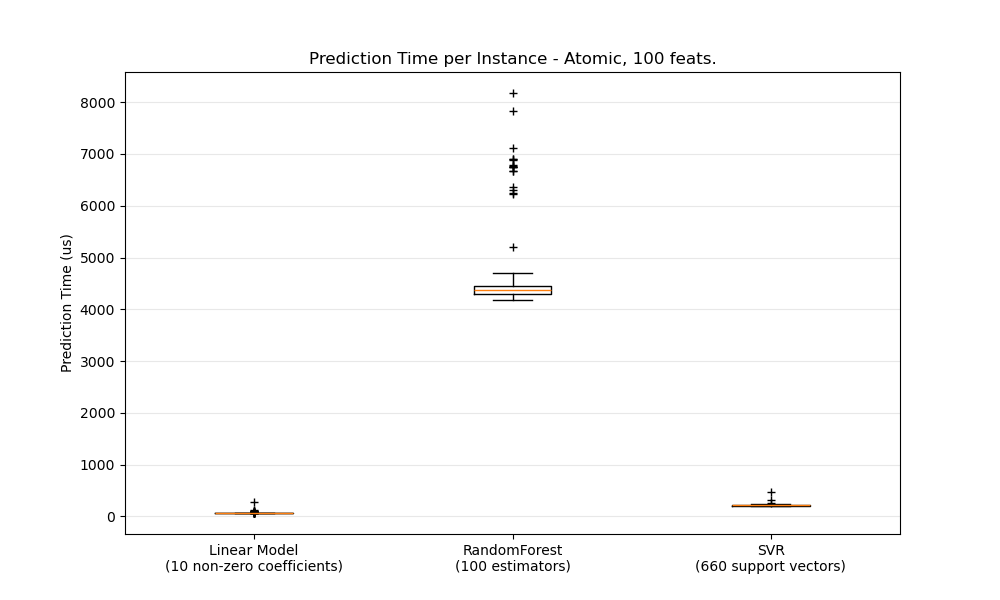 Prediction Time per Instance - Atomic, 100 feats.
Prediction Time (us)
8000
7000
6000
5000
4000
3000
2000
1000
0
Linear Model
(10 non-zero coefficients)
RandomForest
(100 estimators)
SVR
(660 support vectors)